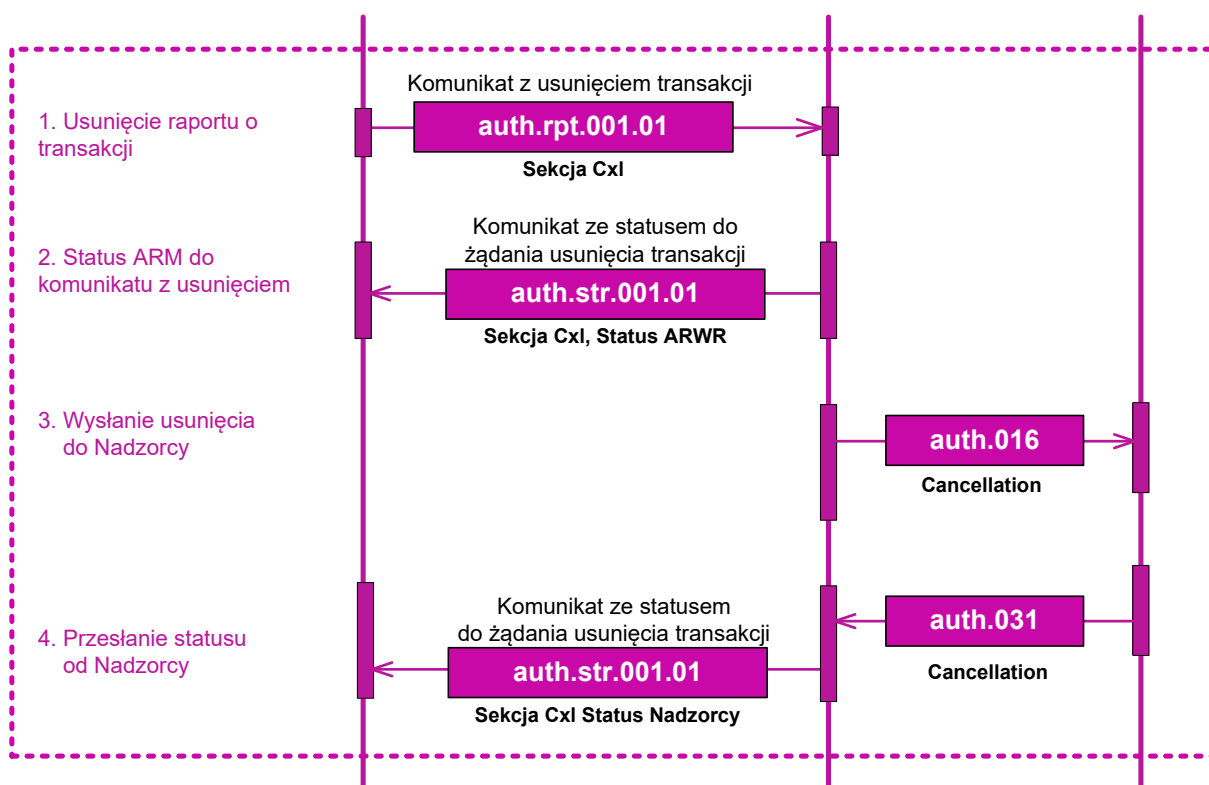 Komunikat z usunięciem transakcji
1. Usunięcie raportu o
transakcji
auth.rpt.001.01
Sekcja Cxl
Komunikat ze statusem do
żądania usunięcia transakcji
2. Status ARM do
komunikatu z usunięciem
auth.str.001.01
Sekcja Cxl, Status ARWR
3. Wysłanie usunięcia
do Nadzorcy
auth.016
Cancellation
Komunikat ze statusem
do żądania usunięcia transakcji
auth.031
Cancellation
4. Przesłanie statusu
od Nadzorcy
auth.str.001.01
Sekcja Cxl Status Nadzorcy